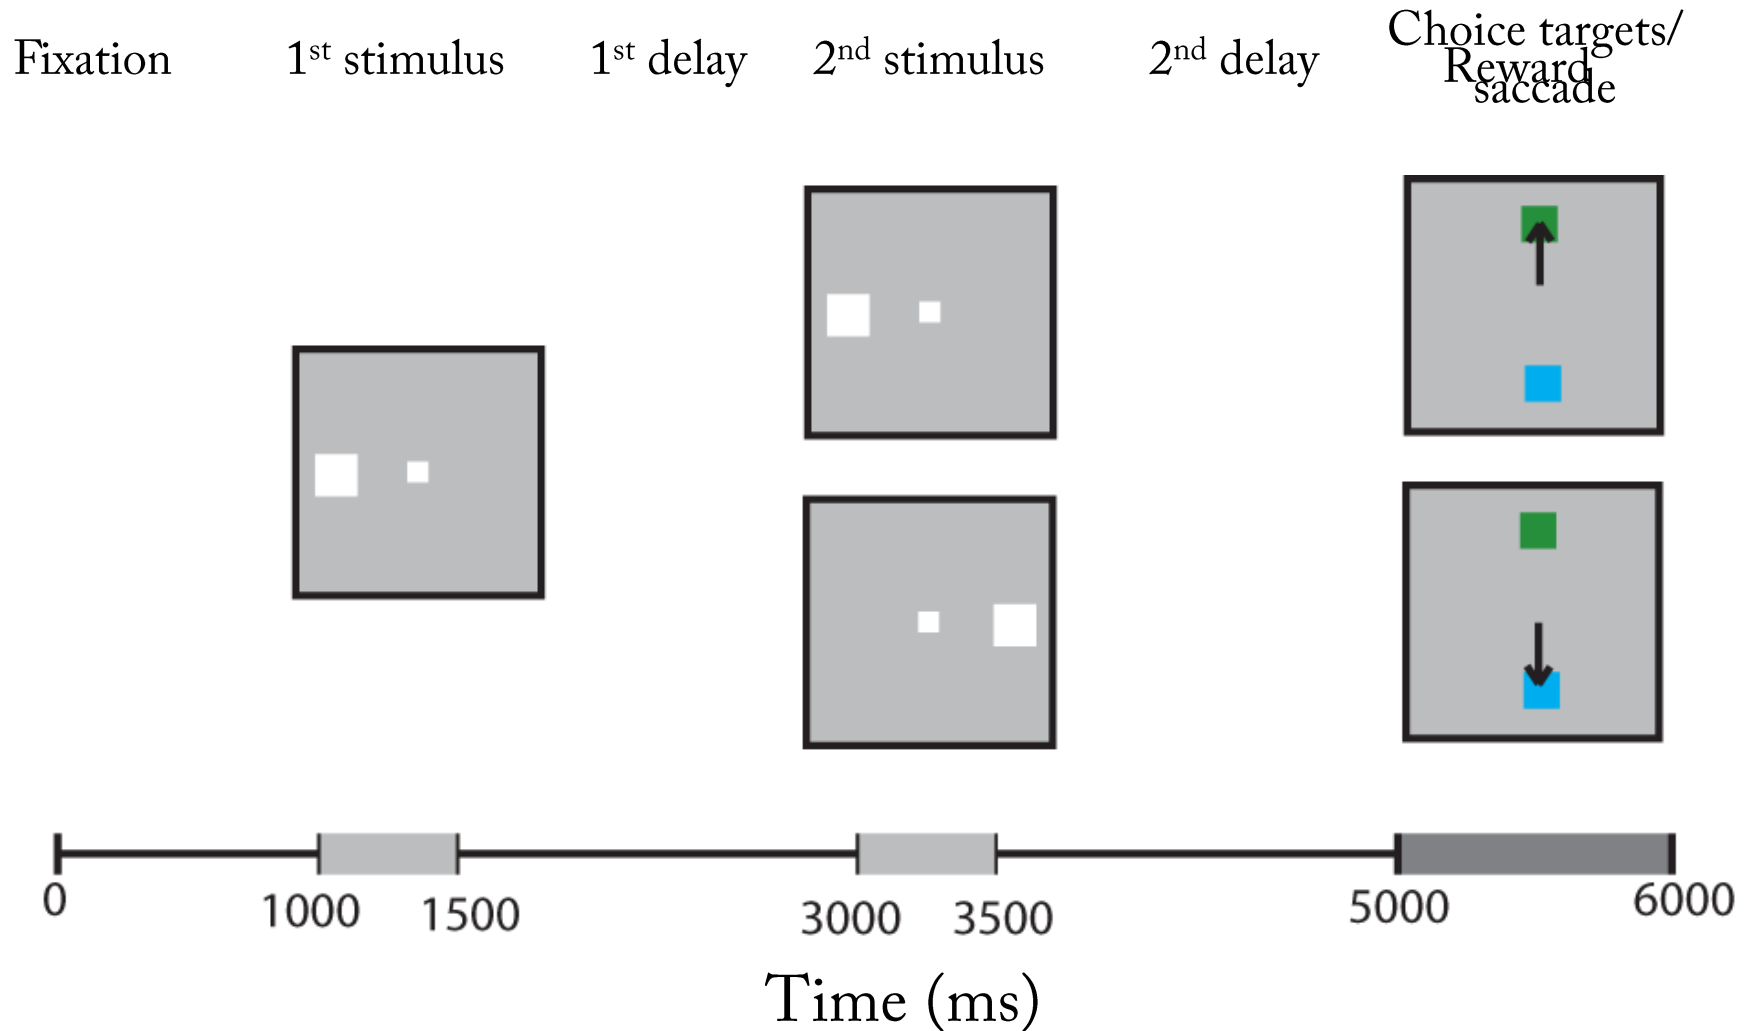 Fixation
1st stimulus
1st delay
2nd stimulus
2nd delay
Choice targets/
Reward
saccade
0
1000
1500
3000
3500
5000
6000
Time (ms)